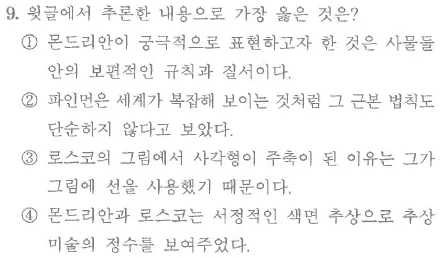 9. 윗글에서 추론한 내용으로 가장 옳은 것은?
① 몬드리안이 궁극적으로 표현하고자 한 것은 사물들
안의 보편적인 규칙과 질서이다.
② 파인먼은 세계가 복잡해 보이는 것처럼 그 근본 법칙도
단순하지 않다고 보았다.
③ 로스코의 그림에서 사각형이 주축이 된 이유는 그가
그림에 선을 사용했기 때문이다.
④ 몬드리안과 로스코는 서정적인 색면 추상으로 추상
미술의 정수를 보여주었다.